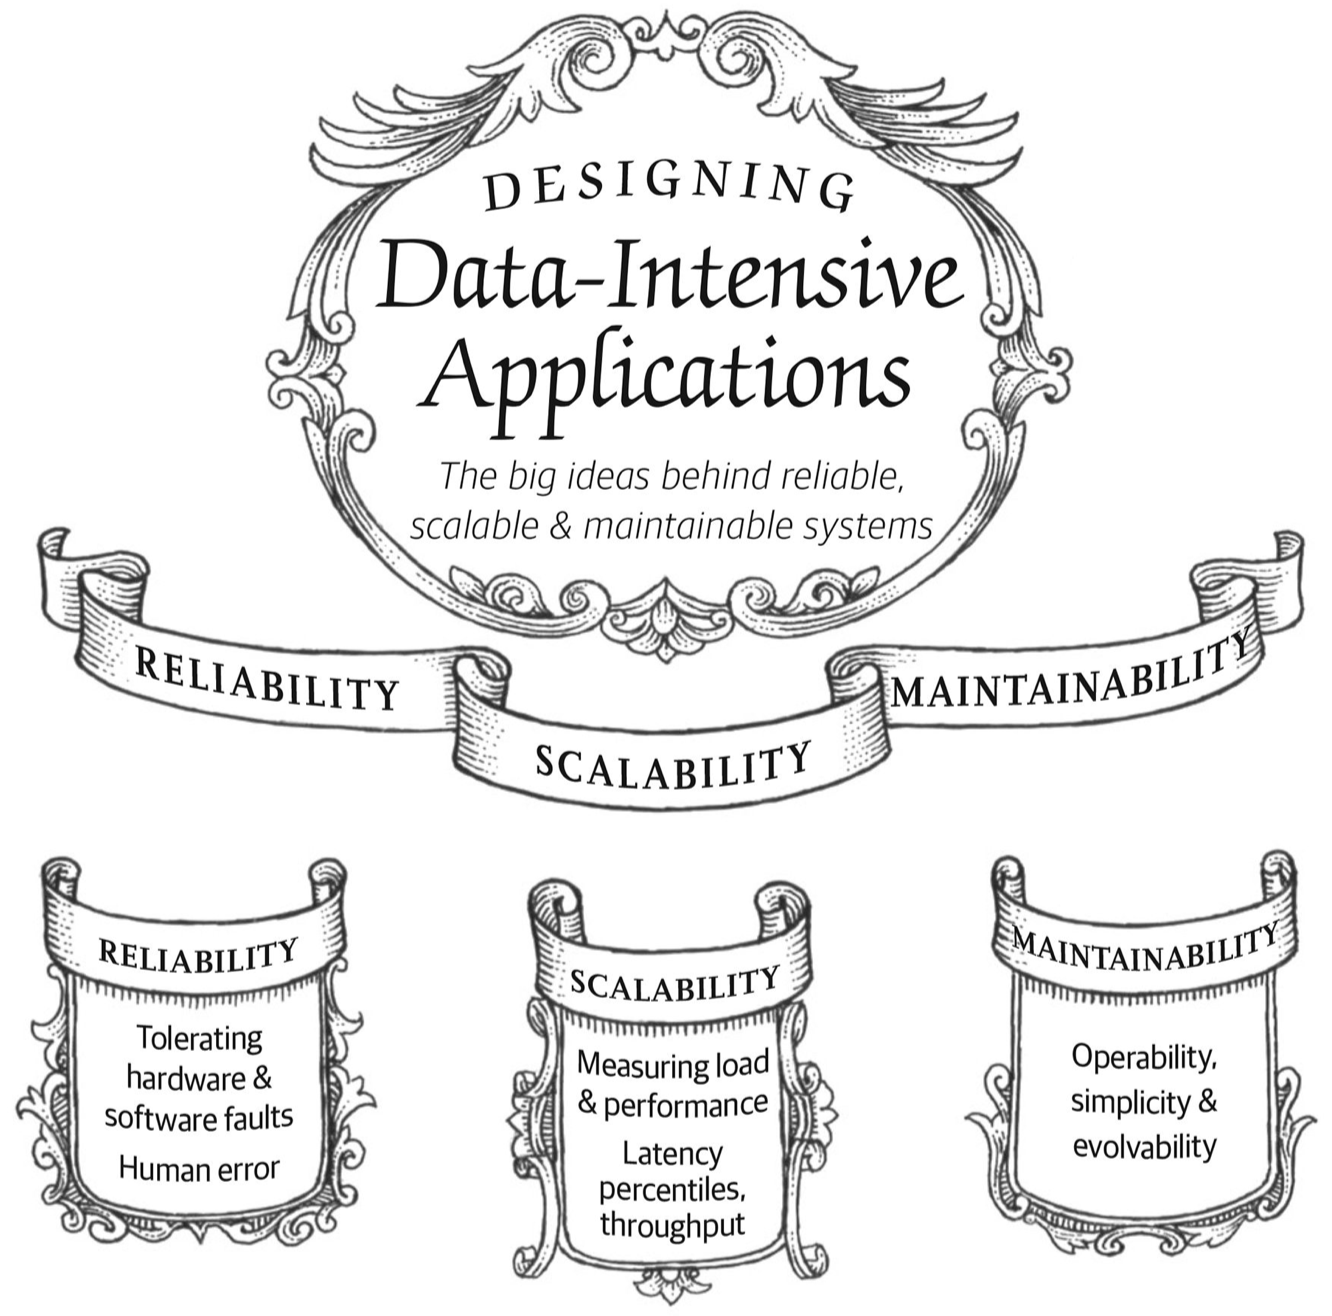 DESIGNING
Data-Intensive
Applications
The big ideas behind reliable,
scalable & maintainable systems
RELIABILITY
SCALABILITY
MAINTAINABILITY
RELIABILITY
Tolerating
hardware &
software faults
Human error
SCALABILITY
Measuring load
& performance
Latency
percentiles,
throughput
MAINTAINABILITY
Operability,
simplicity &
evolvability